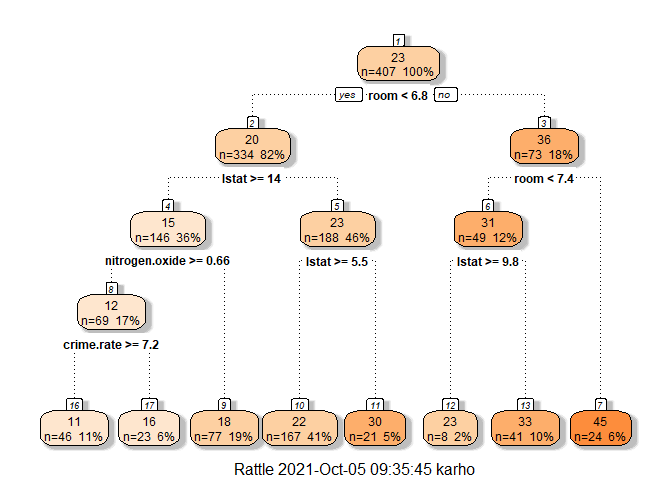 1
23
n=407 100%
yes room < 6.8 no
2
20
n=334 82%
3
36
n=73 18%
lstat >= 14
room < 7.4
4
15
n=146 36%
5
23
n=188 46%
6
31
n=49 12%
nitrogen.oxide >= 0.66
lstat >= 5.5
lstat >= 9.8
8
12
n=69 17%
crime.rate >= 7.2
16
11
n=46 11%
17
16
n=23 6%
9
18
n=77 19%
10
22
n=167 41%
11
30
n=21 5%
12
23
n=8 2%
13
33
n=41 10%
7
45
n=24 6%
Rattle 2021-Oct-05 09:35:45 karho